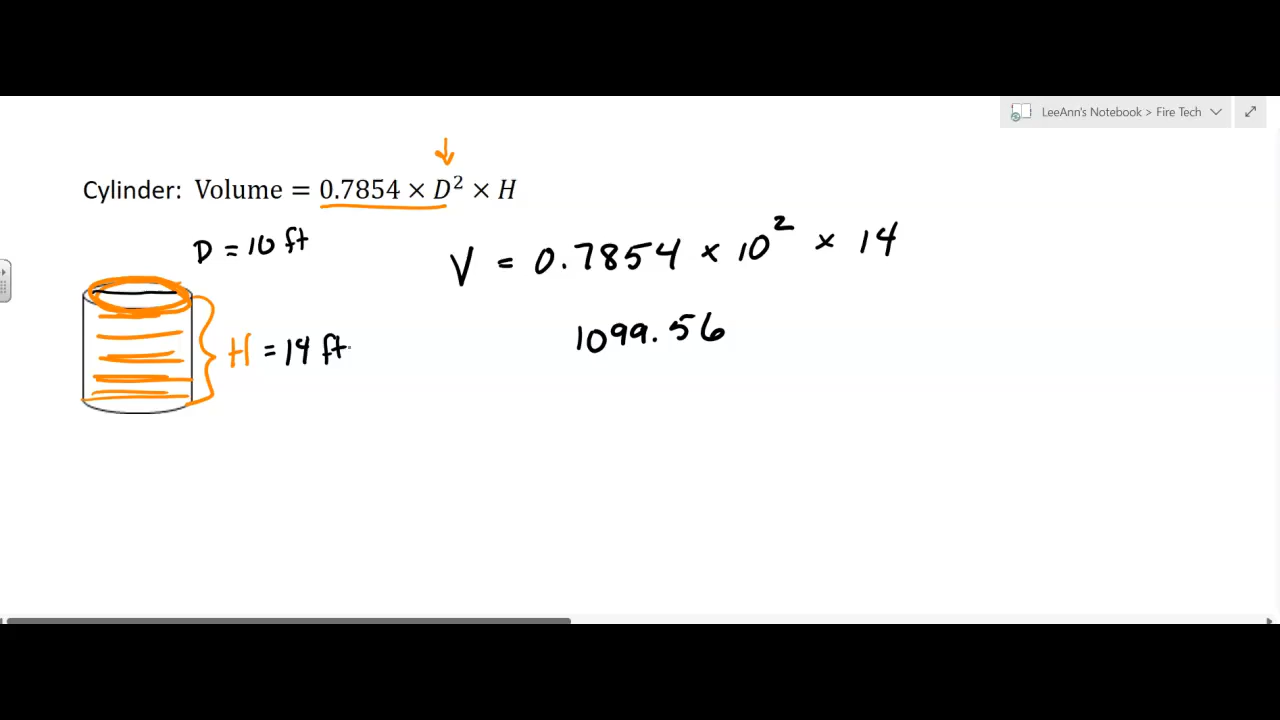 LeeAnn's Notebook > Fire Tech
Cylinder: Volume = 0.7854 × D² × H
D = 10 ft
V = 0.7854 × 10² × 14
H = 14 ft
1099.56